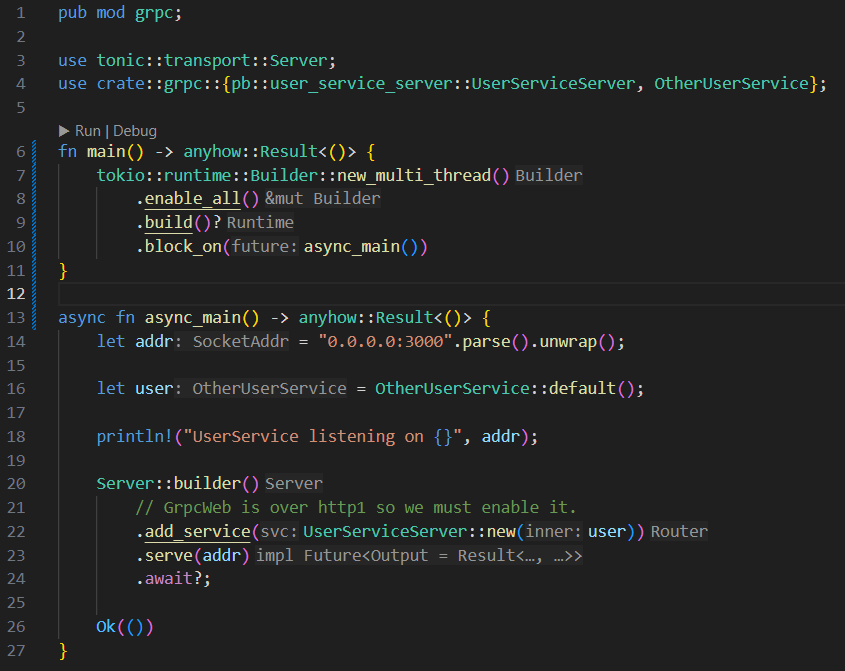 1 pub mod grpc;
2
3 use tonic::transport::Server;
4 use crate::grpc::{pb::user_service_server::UserServiceServer, OtherUserService};
5
▶ Run | Debug
6 fn main() -> anyhow::Result<()> {
7 tokio::runtime::Builder::new_multi_thread() Builder
8 .enable_all() &mut Builder
9 .build()? Runtime
10 .block_on(future: async_main())
11 }
12
13 async fn async_main() -> anyhow::Result<()> {
14 let addr: SocketAddr = "0.0.0.0:3000".parse().unwrap();
15
16 let user: OtherUserService = OtherUserService::default();
17
18 println!("UserService listening on {}", addr);
19
20 Server::builder() Server
21 // GrpcWeb is over http1 so we must enable it.
22 .add_service(svc: UserServiceServer::new(inner: user)) Router
23 .serve(addr) impl Future<Output = Result<…, …>>
24 .await?;
25
26 Ok(())
27 }